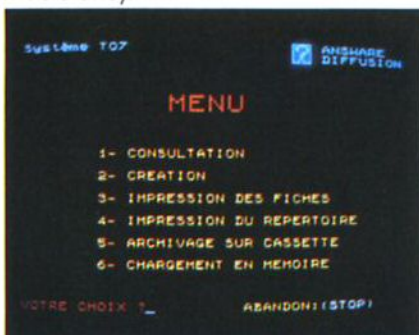 Système TO7
ANSWARE
DIFFUSION
MENU
1- CONSULTATION
2- CREATION
3- IMPRESSION DES FICHES
4- IMPRESSION DU REPERTOIRE
5- ARCHIVAGE SUR CASSETTE
6- CHARGEMENT EN MEMOIRE
VOTRE CHOIX ?_ ABANDON:(STOP)